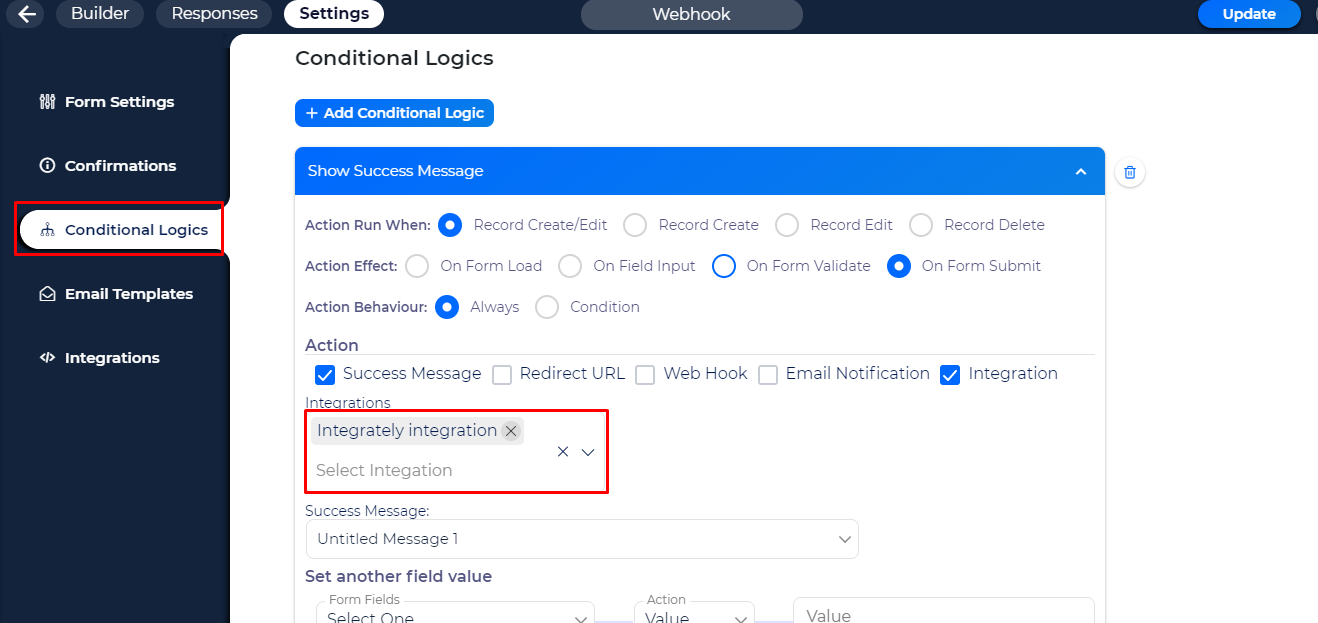 Builder
Responses
Settings
Webhook
Update
Form Settings
Confirmations
Conditional Logics
Email Templates
Integrations
Conditional Logics
+ Add Conditional Logic
Show Success Message
Action Run When: Record Create/Edit Record Create Record Edit Record Delete
Action Effect: On Form Load On Field Input On Form Validate On Form Submit
Action Behaviour: Always Condition
Action
Success Message Redirect URL Web Hook Email Notification Integration
Integrations
Integrately integration
Select Integation
Success Message:
Untitled Message 1
Set another field value
Form Fields
Select One
Action
Value
Value